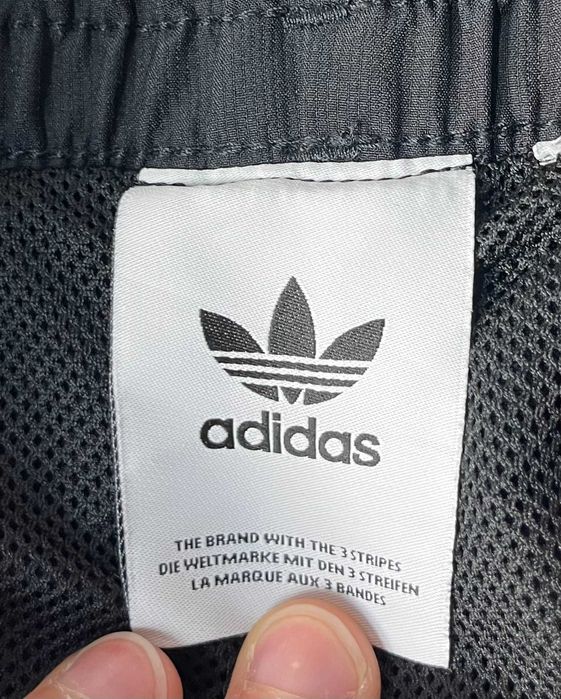 adidas
THE BRAND WITH THE 3 STRIPES
DIE WELTMARKE MIT DEN 3 STREIFEN
LA MARQUE AUX 3 BANDES